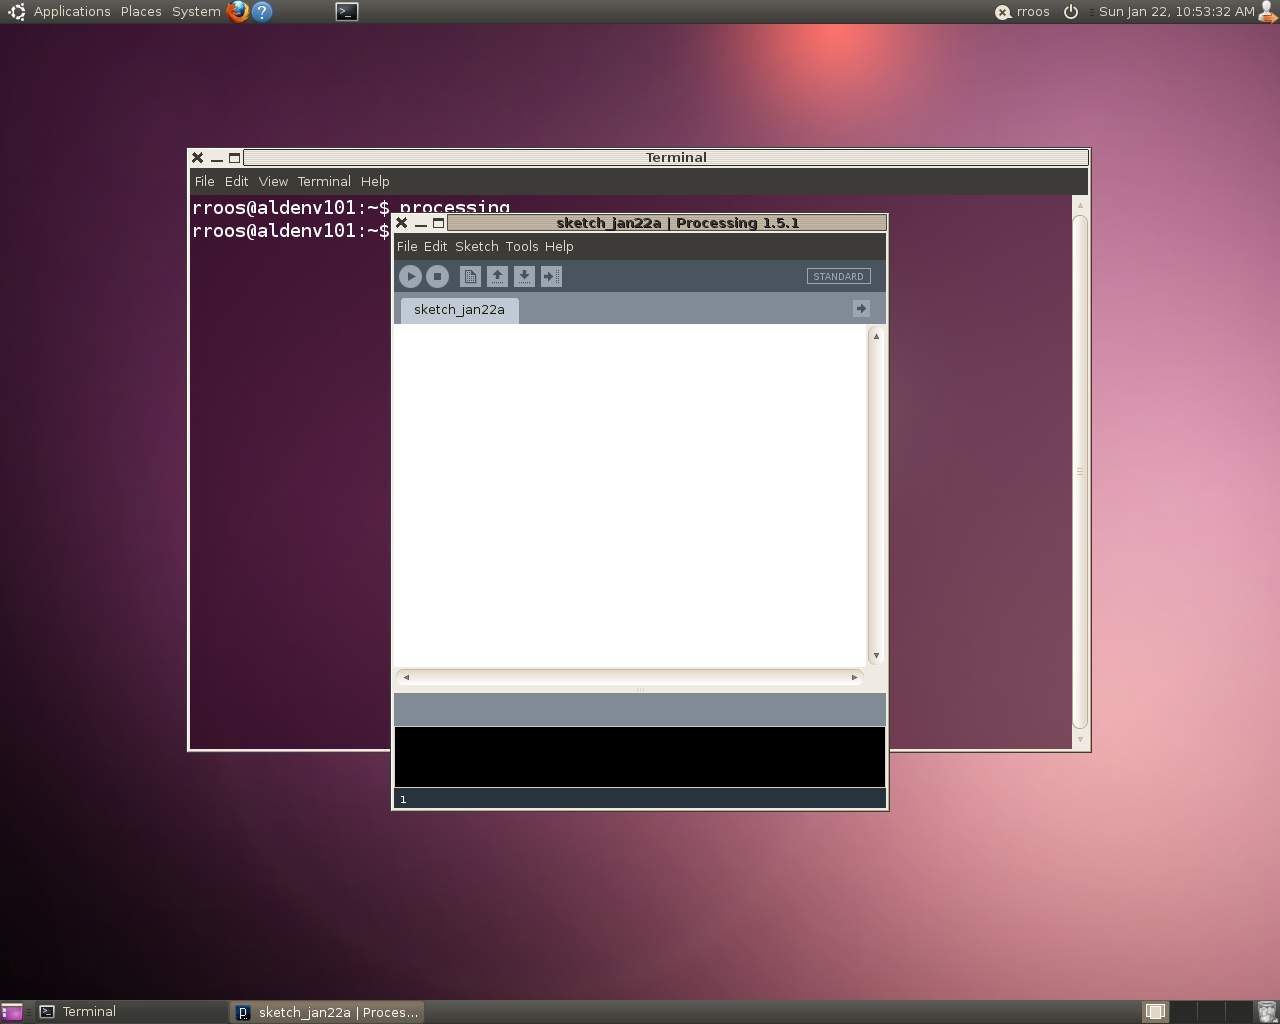 Applications Places System
rroos
Sun Jan 22, 10:53:32 AM
Terminal
File Edit View Terminal Help
rroos@aldenv101:~$ processing
rroos@aldenv101:~$
sketch_jan22a | Processing 1.5.1
File Edit Sketch Tools Help
STANDARD
sketch_jan22a
1
Terminal
sketch_jan22a | Proces...